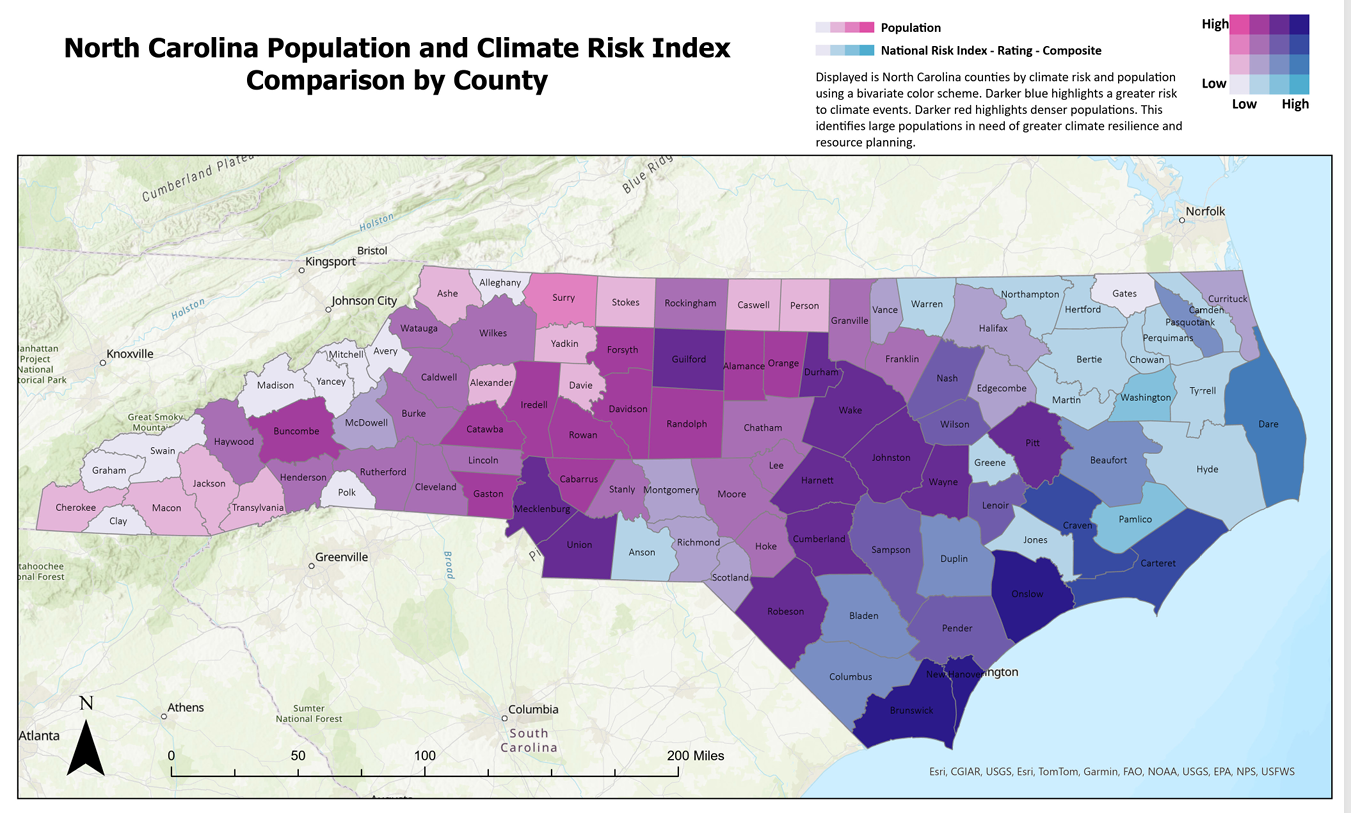 North Carolina Population and Climate Risk Index
Comparison by County
Population
National Risk Index - Rating - Composite
Displayed is North Carolina counties by climate risk and population
using a bivariate color scheme. Darker blue highlights a greater risk
to climate events. Darker red highlights denser populations. This
identifies large populations in need of greater climate resilience and
resource planning.
High
Low
Low High
Cumberland Plateau
Blue Ridg
Holston
Norfolk
Bristol
Kingsport
Johnson City
Holston
Knoxville
anhattan
Project
National
torical Park
Great Smoky
Mountai
Alleghany
Ashe
Surry
Stokes
Rockingham
Caswell
Person
Granville
Vance
Warren
Northampton
Hertford
Gates
Currituck
Camden
Pasquotank
Perquimans
Halifax
Watauga
Wilkes
Yadkin
Forsyth
Guilford
Alamance
Orange
Durham
Franklin
Nash
Edgecombe
Bertie
Chowan
Martin
Washington
Tyrrell
Dare
Mitchell
Avery
Yancey
Madison
Caldwell
Alexander
Davie
Iredell
Davidson
Randolph
Chatham
Wake
Wilson
Pitt
Beaufort
Hyde
McDowell
Burke
Buncombe
Haywood
Catawba
Rowan
Swain
Graham
Jackson
Henderson
Rutherford
Lincoln
Cleveland
Gaston
Cabarrus
Stanly
Montgomery
Moore
Lee
Harnett
Johnston
Wayne
Greene
Lenoir
Craven
Pamlico
Jones
Carteret
Cherokee
Clay
Macon
Transylvania
Polk
Mecklenburg
Union
Anson
Richmond
Scotland
Hoke
Cumberland
Sampson
Duplin
Onslow
Robeson
Bladen
Pender
Columbus
New Hanover
ington
Brunswick
Greenville
Broad
Pi
tahoochee
onal Forest
Athens
Atlanta
Sumter
National Forest
Columbia
South
Carolina
Augusta
N
0 50 100 200 Miles
Esri, CGIAR, USGS, Esri, TomTom, Garmin, FAO, NOAA, USGS, EPA, NPS, USFWS